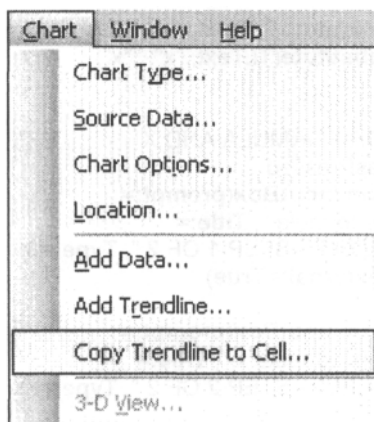 Chart Window Help
Chart Type...
Source Data...
Chart Options...
Location...
Add Data...
Add Trendline...
Copy Trendline to Cell...
3-D View...